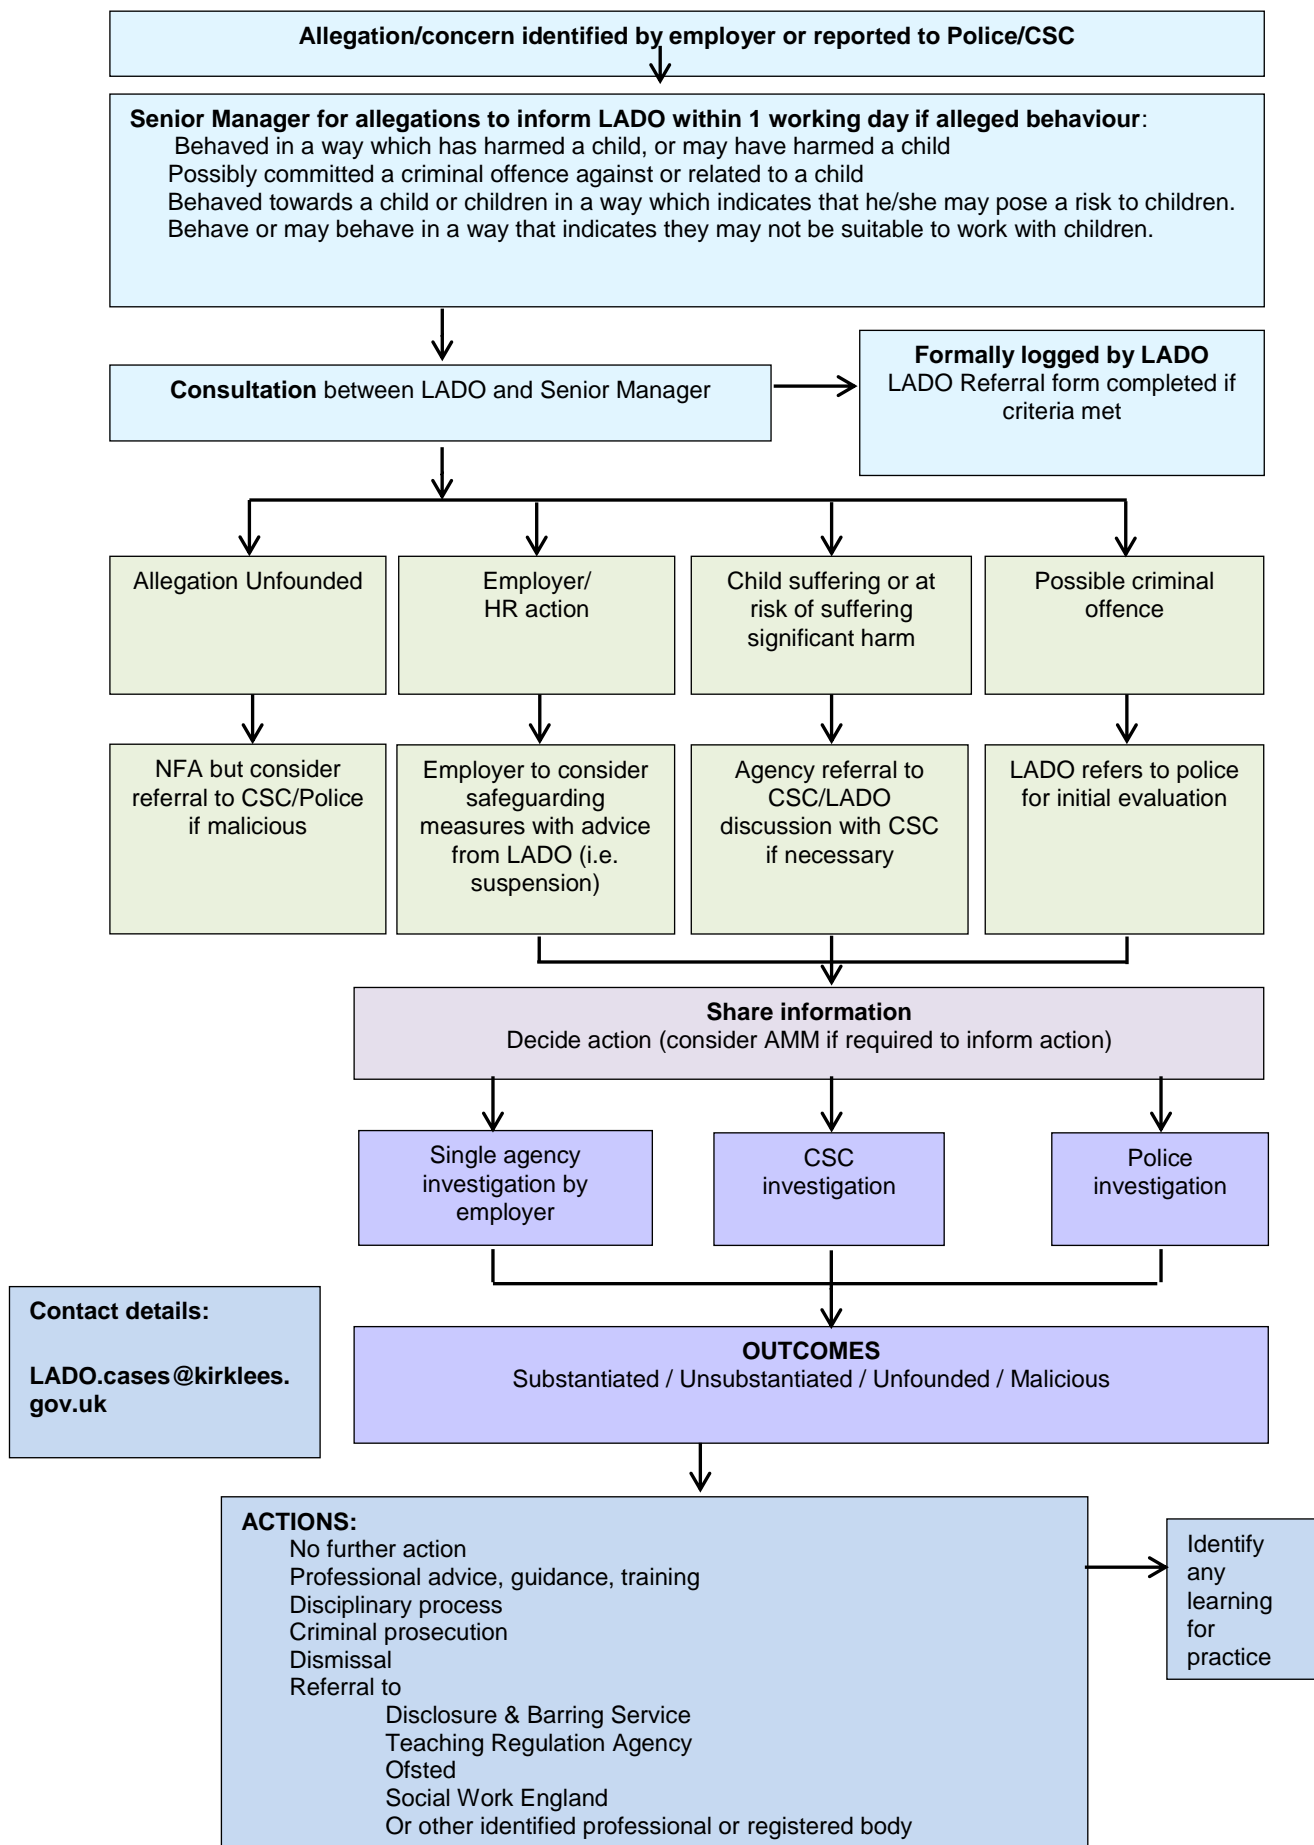 Allegation/concern identified by employer or reported to Police/CSC
Senior Manager for allegations to inform LADO within 1 working day if alleged behaviour:
Behaved in a way which has harmed a child, or may have harmed a child
Possibly committed a criminal offence against or related to a child
Behaved towards a child or children in a way which indicates that he/she may pose a risk to children.
Behave or may behave in a way that indicates they may not be suitable to work with children.
Consultation between LADO and Senior Manager
Formally logged by LADO
LADO Referral form completed if
criteria met
Allegation Unfounded
Employer/
HR action
Child suffering or at
risk of suffering
significant harm
Possible criminal
offence
NFA but consider
referral to CSC/Police
if malicious
Employer to consider
safeguarding
measures with advice
from LADO (i.e.
suspension)
Agency referral to
CSC/LADO
discussion with CSC
if necessary
LADO refers to police
for initial evaluation
Share information
Decide action (consider AMM if required to inform action)
Single agency
investigation by
employer
CSC
investigation
Police
investigation
Contact details:
LADO.cases@kirklees.
gov.uk
OUTCOMES
Substantiated / Unsubstantiated / Unfounded / Malicious
ACTIONS:
No further action
Professional advice, guidance, training
Disciplinary process
Criminal prosecution
Dismissal
Referral to
Disclosure & Barring Service
Teaching Regulation Agency
Ofsted
Social Work England
Or other identified professional or registered body
Identify
any
learning
for
practice